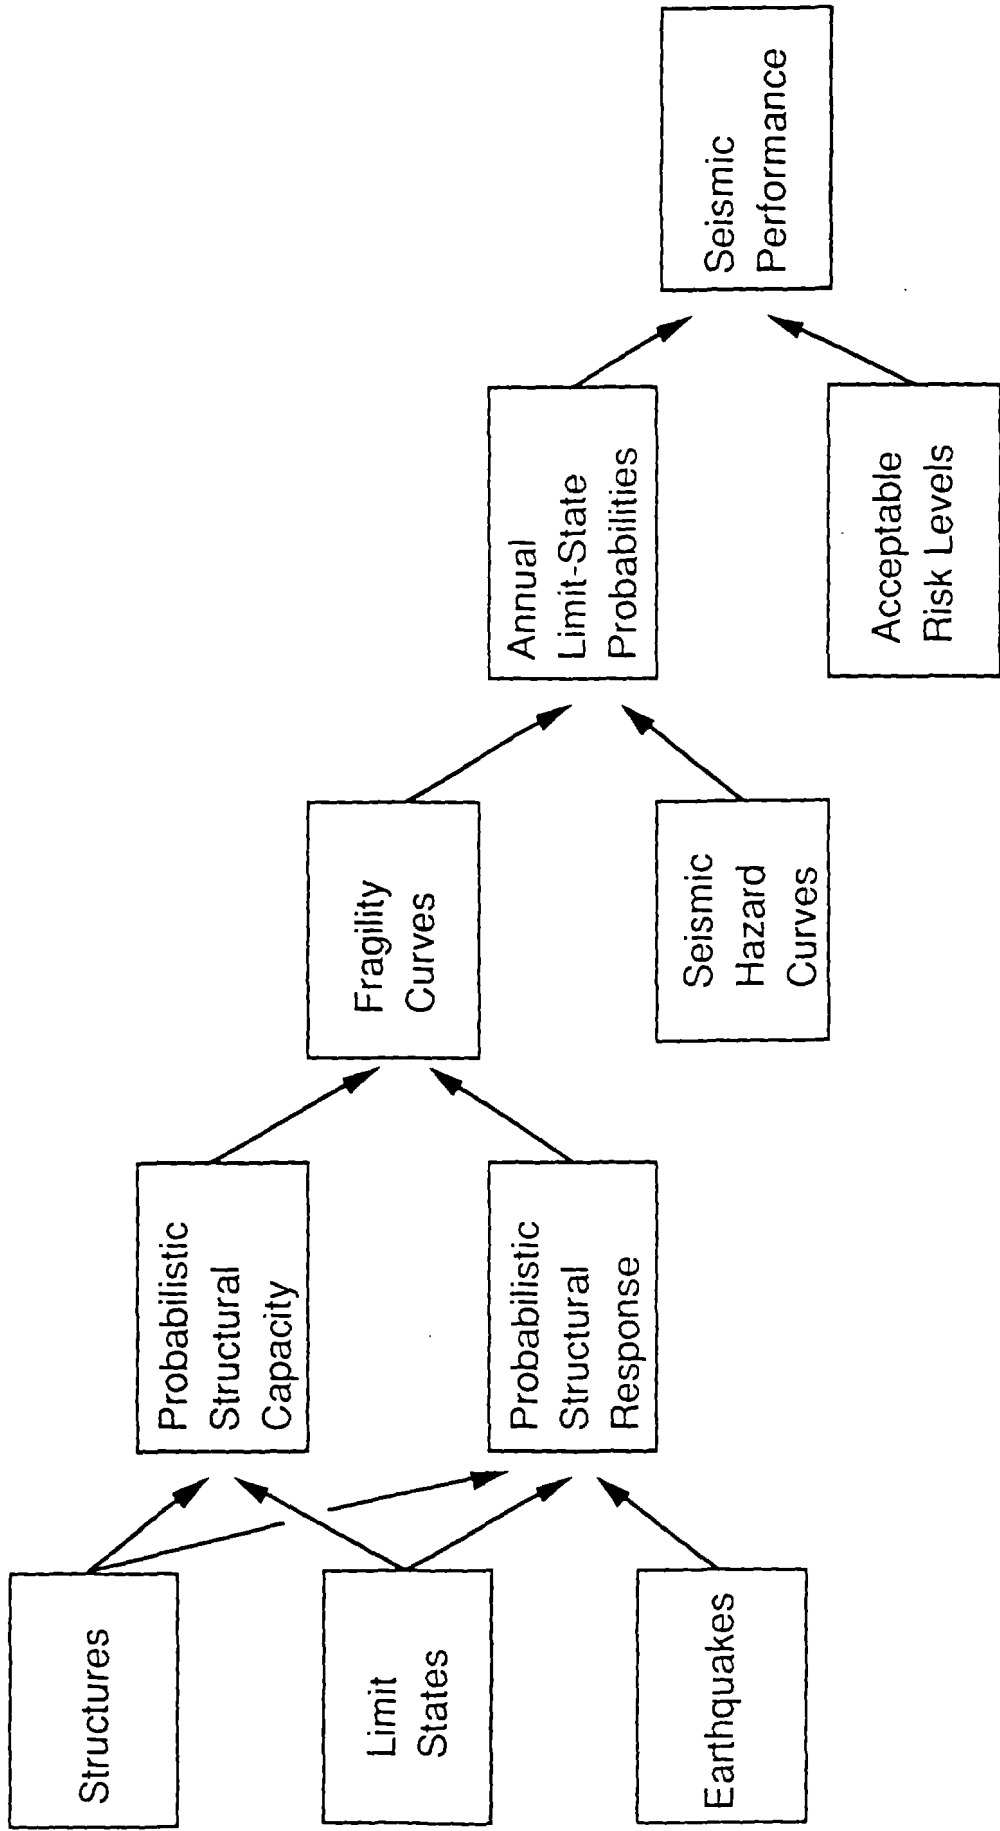 Structures
Limit
States
Earthquakes
Probabilistic
Structural
Capacity
Probabilistic
Structural
Response
Fragility
Curves
Seismic
Hazard
Curves
Annual
Limit-State
Probabilities
Acceptable
Risk Levels
Seismic
Performance